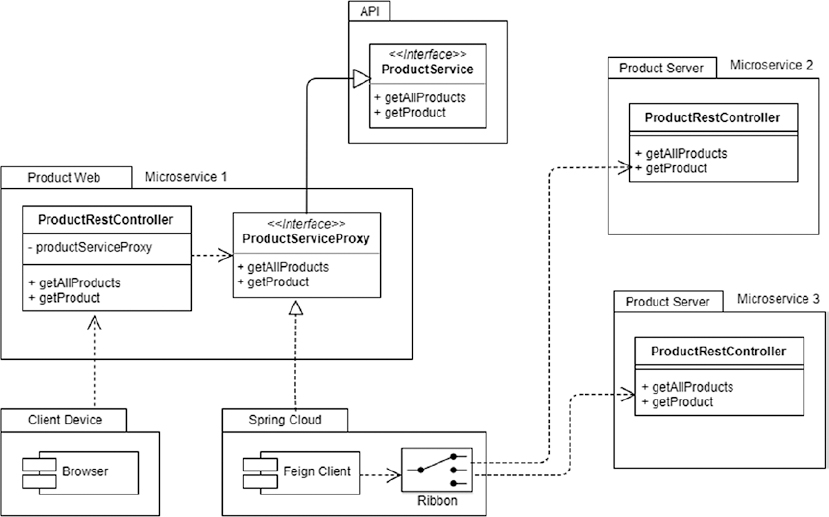 API
<<Interface>>
ProductService
+ getAllProducts
+ getProduct
Product Server
Microservice 2
ProductRestController
+ getAllProducts
+ getProduct
Product Web
Microservice 1
ProductRestController
- productServiceProxy
+ getAllProducts
+ getProduct
<<Interface>>
ProductServiceProxy
+ getAllProducts
+ getProduct
Product Server
Microservice 3
ProductRestController
+ getAllProducts
+ getProduct
Client Device
Browser
Spring Cloud
Feign Client
Ribbon